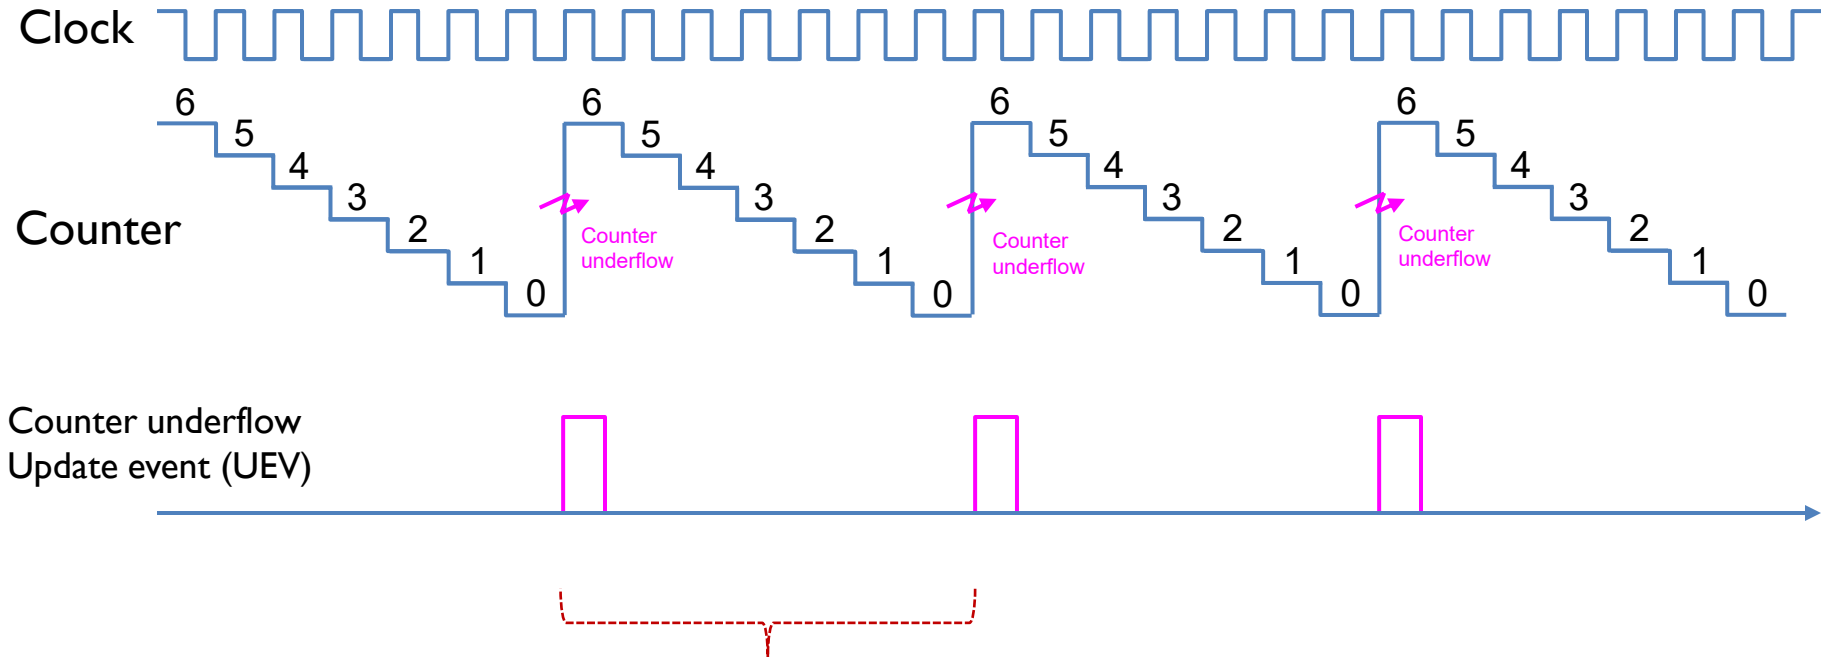 Clock
6 5 4 3 2 1 0 6 5 4 3 2 1 0 6 5 4 3 2 1 0 6 5 4 3 2 1 0
Counter
Counter
underflow
Counter
underflow
Counter
underflow
Counter underflow
Update event (UEV)